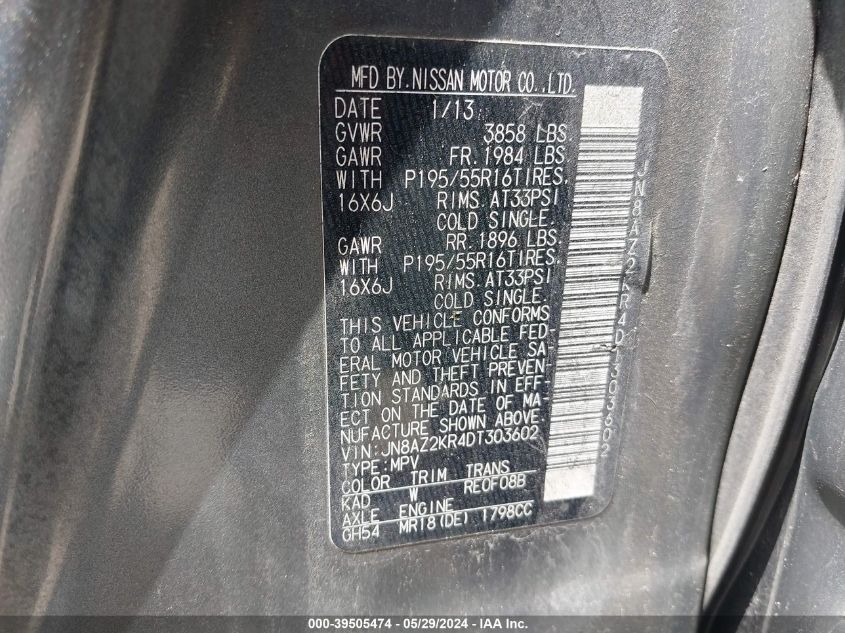 MFD BY.NISSAN MOTOR CO.,LTD.
DATE 1/13
GVWR 3858 LBS.
GAWR FR. 1984 LBS.
WITH P195/55R16TIRES,
16X6J RIMS. AT33PSI
COLD SINGLE.
GAWR RR. 1896 LBS.
WITH P195/55R16TIRES,
16X6J RIMS. AT33PSI
COLD SINGLE.
THIS VEHICLE CONFORMS
TO ALL APPLICABLE FED-
ERAL MOTOR VEHICLE SA-
FETY AND THEFT PREVEN-
TION STANDARDS IN EFF-
ECT ON THE DATE OF MA-
NUFACTURE SHOWN ABOVE.
VIN:JN8AZ2KR4DT303602
TYPE:MPV
COLOR TRIM TRANS
KAD W RE0F08B
AXLE ENGINE
GH54 MR18(DE) 1798CC
JN8AZ2KR4DT303602
000-39505474 - 05/29/2024 - IAA Inc.